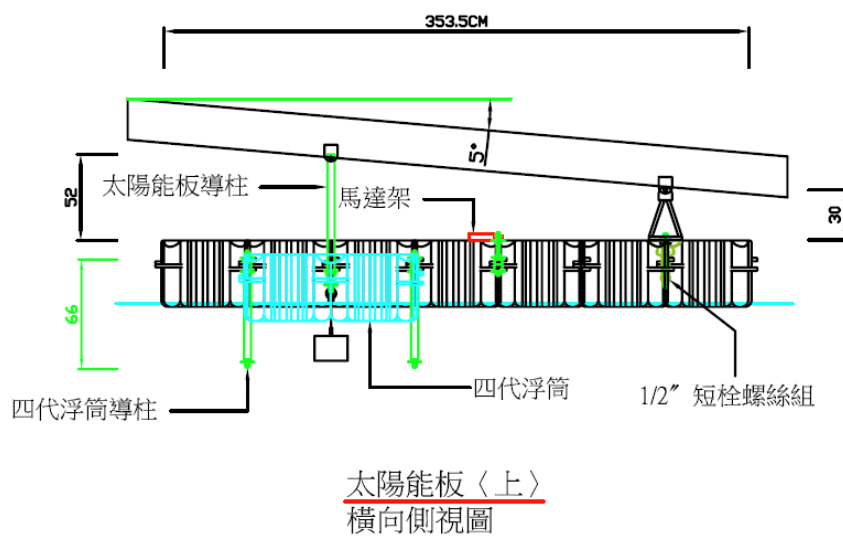 353.5CM
5°
52
太陽能板導柱
馬達架
30
66
四代浮筒導柱
四代浮筒
1/2" 短栓螺絲組
太陽能板〈上〉
橫向側視圖